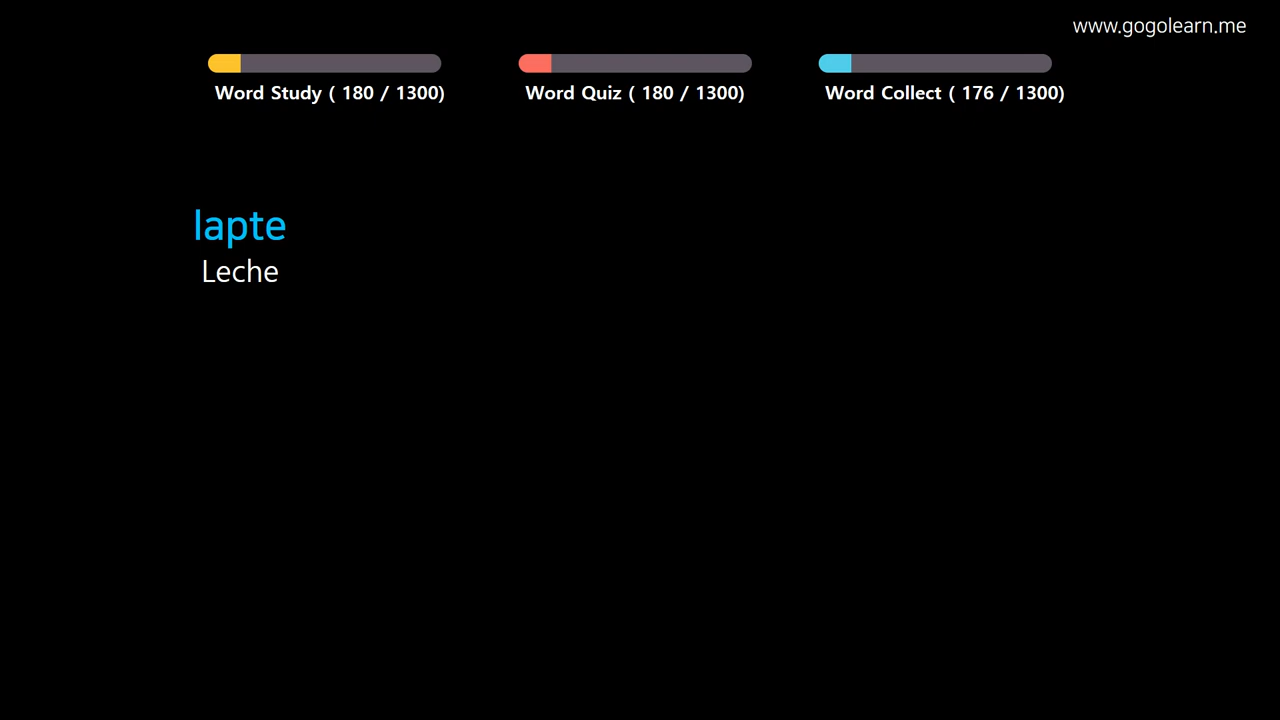 www.gogolearn.me
Word Study ( 180 / 1300)
Word Quiz ( 180 / 1300)
Word Collect ( 176 / 1300)
lapte
Leche